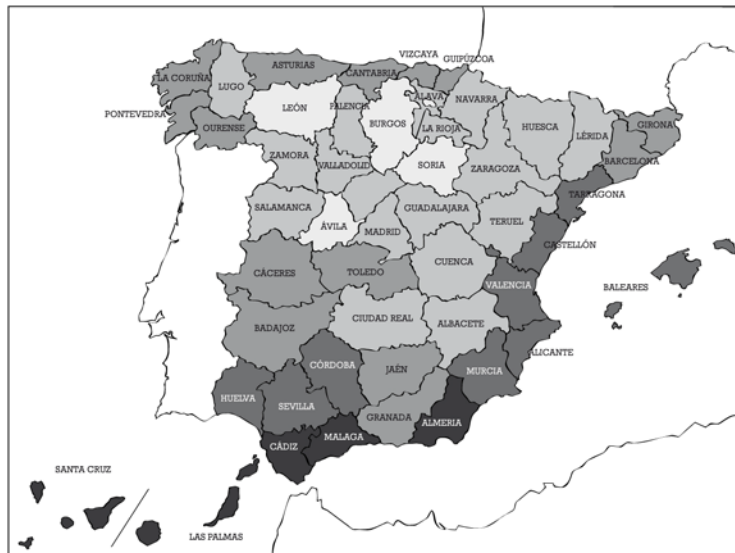 VIZCAYA
GUIPÚZCOA
ASTURIAS
CANTABRIA
LA CORUÑA
LUGO
ÁLAVA
NAVARRA
PONTEVEDRA
LEÓN
PALENCIA
BURGOS
LA RIOJA
HUESCA
LÉRIDA
GIRONA
OURENSE
BARCELONA
ZAMORA
VALLADOLID
SORIA
ZARAGOZA
TARRAGONA
SALAMANCA
GUADALAJARA
TERUEL
ÁVILA
MADRID
CASTELLÓN
CUENCA
CÁCERES
TOLEDO
VALENCIA
BALEARES
CIUDAD REAL
ALBACETE
BADAJOZ
ALICANTE
CÓRDOBA
JAÉN
MURCIA
HUELVA
SEVILLA
GRANADA
ALMERIA
MALAGA
CÁDIZ
SANTA CRUZ
LAS PALMAS